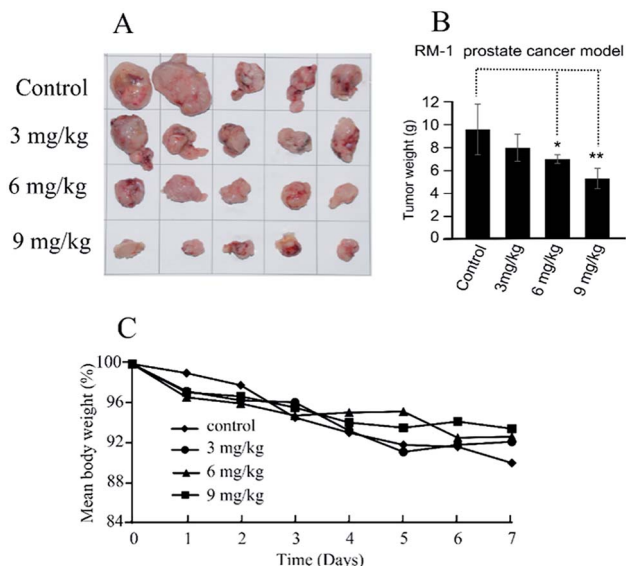 A
Control
3 mg/kg
6 mg/kg
9 mg/kg
B
RM-1 prostate cancer model
Tumor weight (g)
12
10
8
6
4
2
0
*
**
Control
3mg/kg
6 mg/kg
9 mg/kg
C
Mean body weight (%)
100
96
92
88
84
control
3 mg/kg
6 mg/kg
9 mg/kg
0 1 2 3 4 5 6 7
Time (Days)